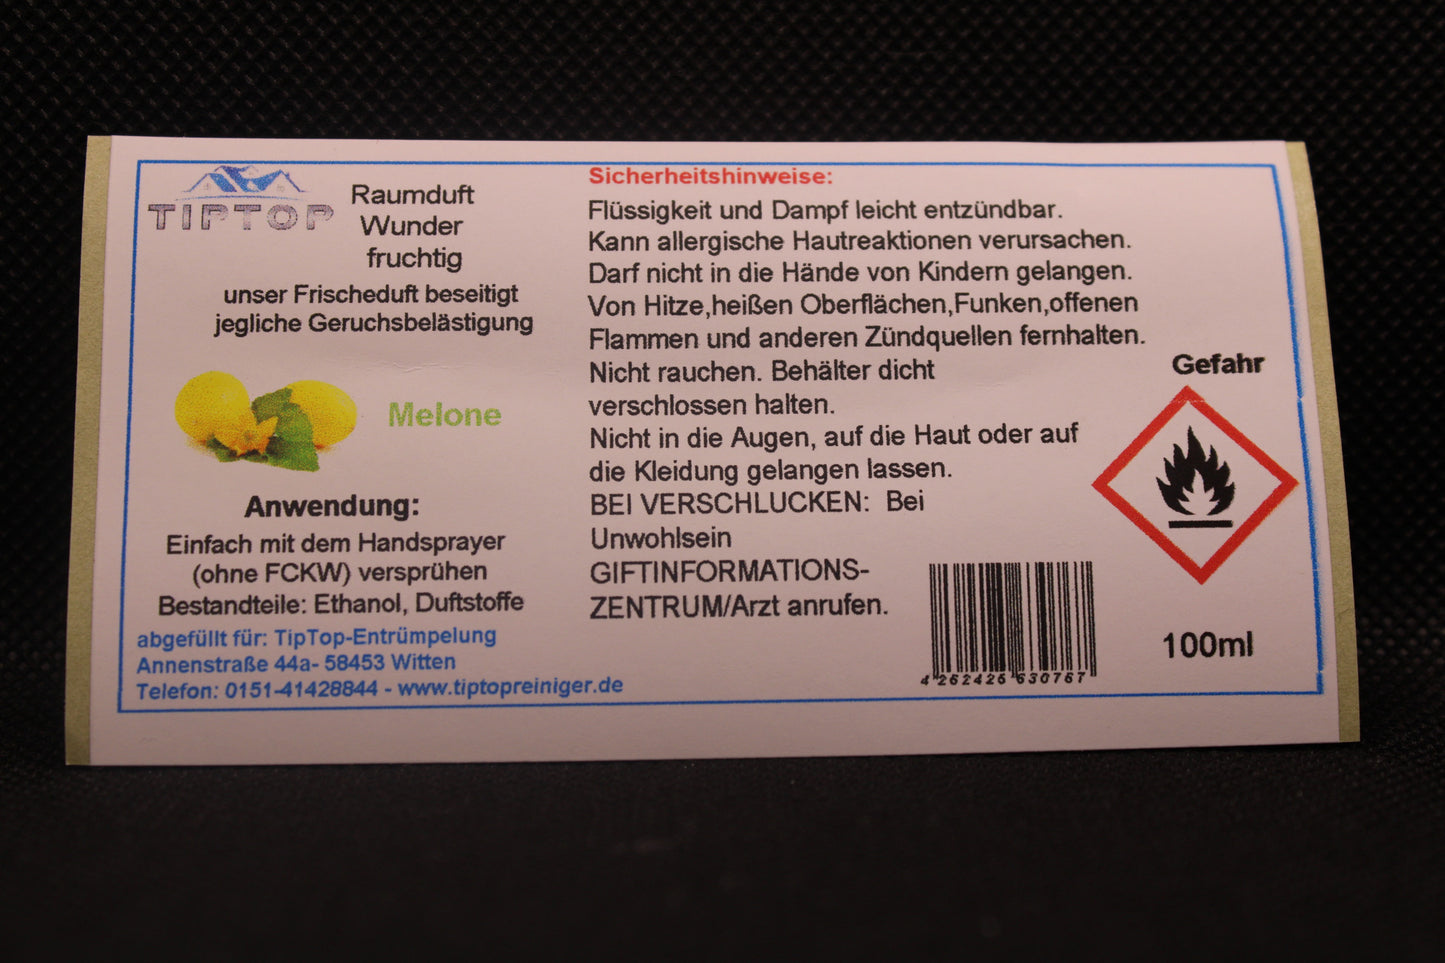 TIPTOP
Raumduft
Wunder
fruchtig
unser Frischeduft beseitigt
jegliche Geruchsbelästigung
Melone
Anwendung:
Einfach mit dem Handsprayer
(ohne FCKW) versprühen
Bestandteile: Ethanol, Duftstoffe
abgefüllt für: TipTop-Entrümpelung
Annenstraße 44a- 58453 Witten
Telefon: 0151-41428844 - www.tiptopreiniger.de
Sicherheitshinweise:
Flüssigkeit und Dampf leicht entzündbar.
Kann allergische Hautreaktionen verursachen.
Darf nicht in die Hände von Kindern gelangen.
Von Hitze,heißen Oberflächen,Funken,offenen
Flammen und anderen Zündquellen fernhalten.
Nicht rauchen. Behälter dicht
verschlossen halten.
Nicht in die Augen, auf die Haut oder auf
die Kleidung gelangen lassen.
BEI VERSCHLUCKEN: Bei
Unwohlsein
GIFTINFORMATIONS-
ZENTRUM/Arzt anrufen.
Gefahr
4 262426 630767
100ml